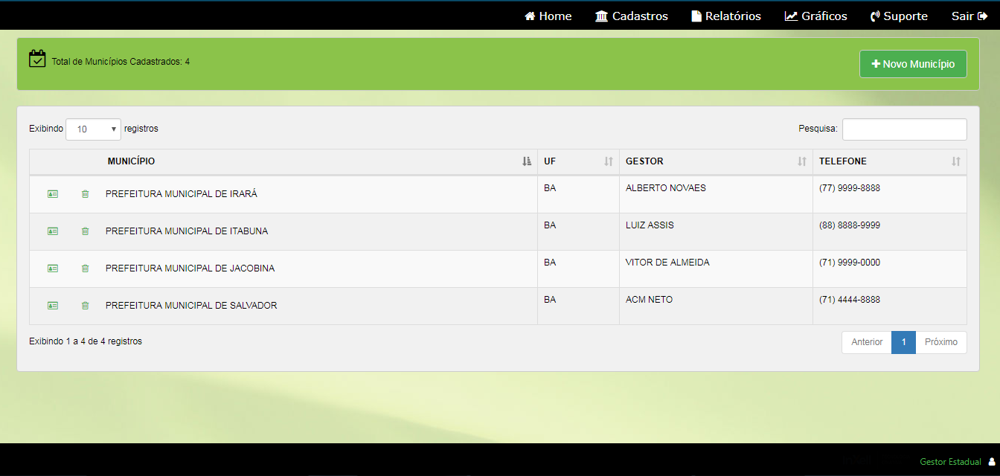 Home Cadastros Relatórios Gráficos Suporte Sair
Total de Municípios Cadastrados: 4
Novo Município
Exibindo 10 registros Pesquisa:
MUNICÍPIO UF GESTOR TELEFONE
PREFEITURA MUNICIPAL DE IRARÁ BA ALBERTO NOVAES (77) 9999-8888
PREFEITURA MUNICIPAL DE ITABUNA BA LUIZ ASSIS (88) 8888-9999
PREFEITURA MUNICIPAL DE JACOBINA BA VITOR DE ALMEIDA (71) 9999-0000
PREFEITURA MUNICIPAL DE SALVADOR BA ACM NETO (71) 4444-8888
Exibindo 1 a 4 de 4 registros Anterior 1 Próximo
Gestor Estadual